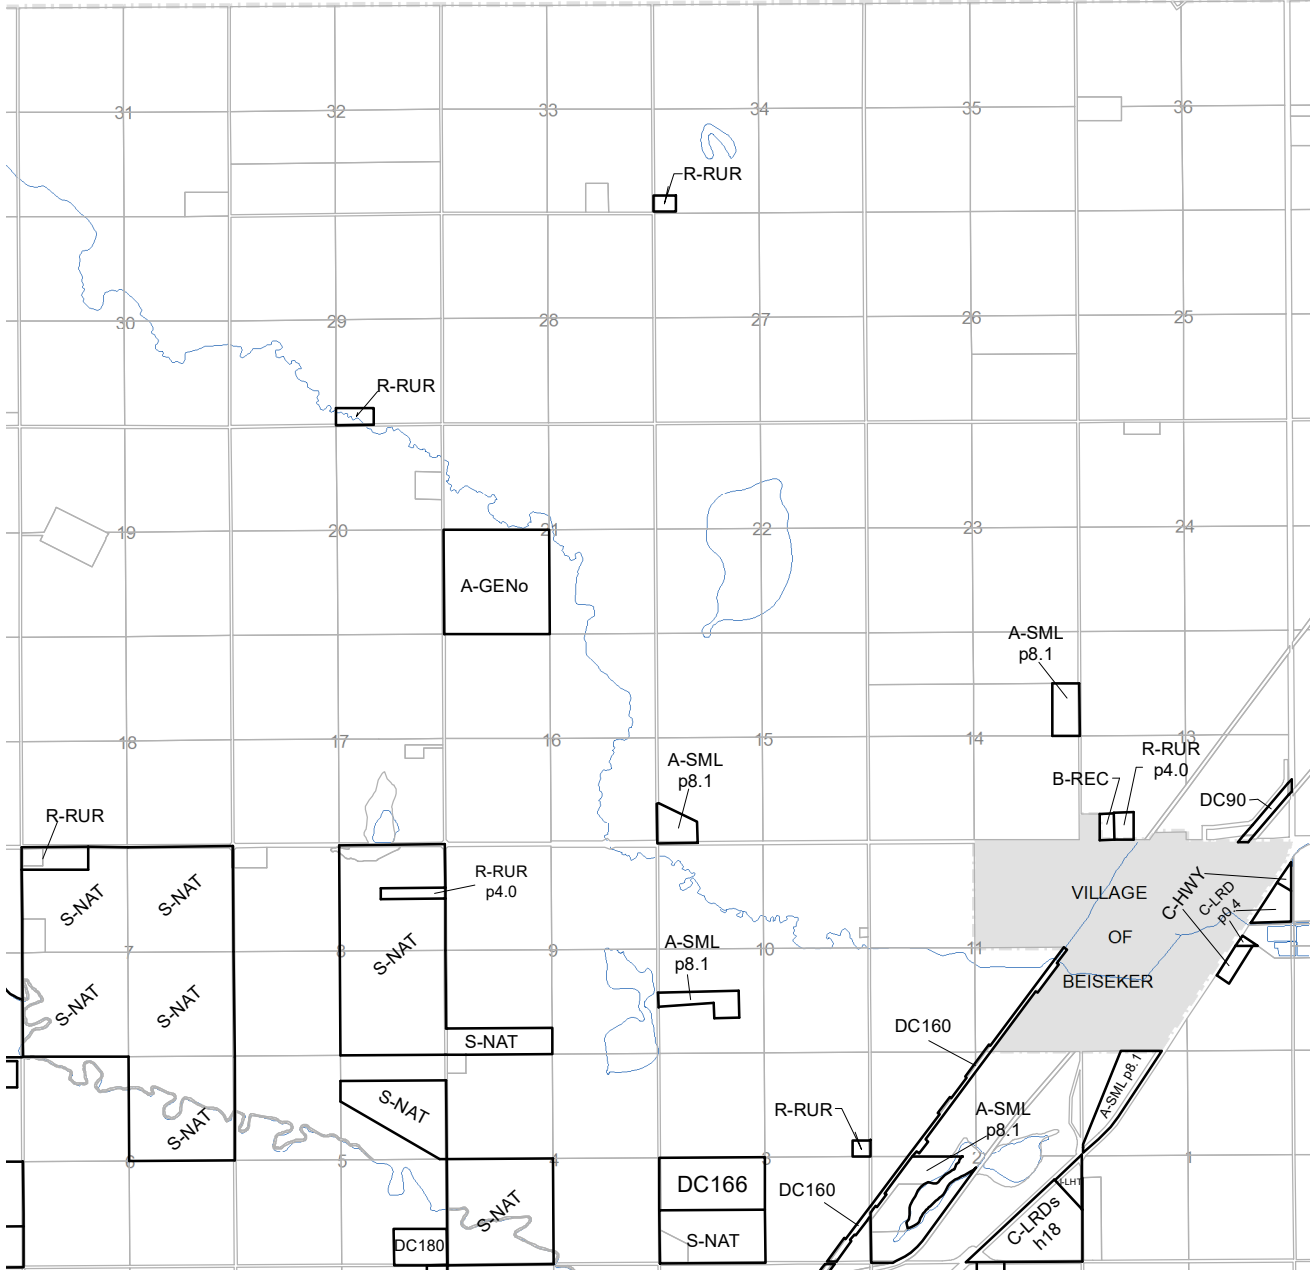 31
32
33
34
35
36
R-RUR
30
29
28
27
26
25
R-RUR
19
20
21
22
23
24
A-GENo
A-SML
p8.1
18
17
16
15
14
13
A-SML
p8.1
B-REC
R-RUR
p4.0
DC90
R-RUR
S-NAT
S-NAT
R-RUR
p4.0
VILLAGE
OF
BEISEKER
C-HWY
C-LRD
p0.4
7
8
9
10
11
S-NAT
A-SML
p8.1
S-NAT
S-NAT
S-NAT
DC160
S-NAT
S-NAT
R-RUR
A-SML
p8.1
A-SML p8.1
6
5
4
3
2
1
DC166
DC160
S-NAT
S-NAT
DC180
I-LHT
C-LRDs
h18